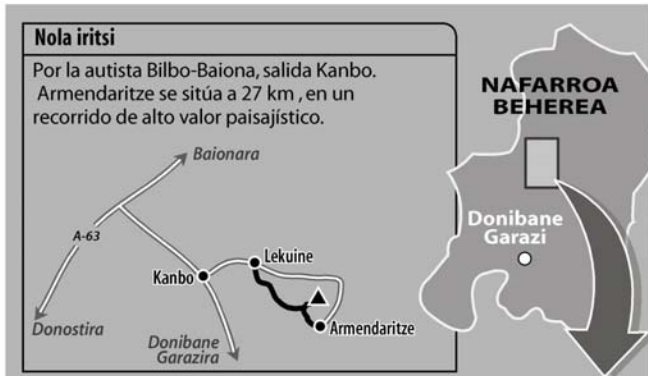 Nola iritsi
Por la autista Bilbo-Baiona, salida Kanbo.
Armendaritze se sitúa a 27 km , en un
recorrido de alto valor paisajístico.
Baionara
A-63
Lekuine
Kanbo
Armendaritze
Donostira
Donibane
Garazira
NAFARROA
BEHEREA
Donibane
Garazi